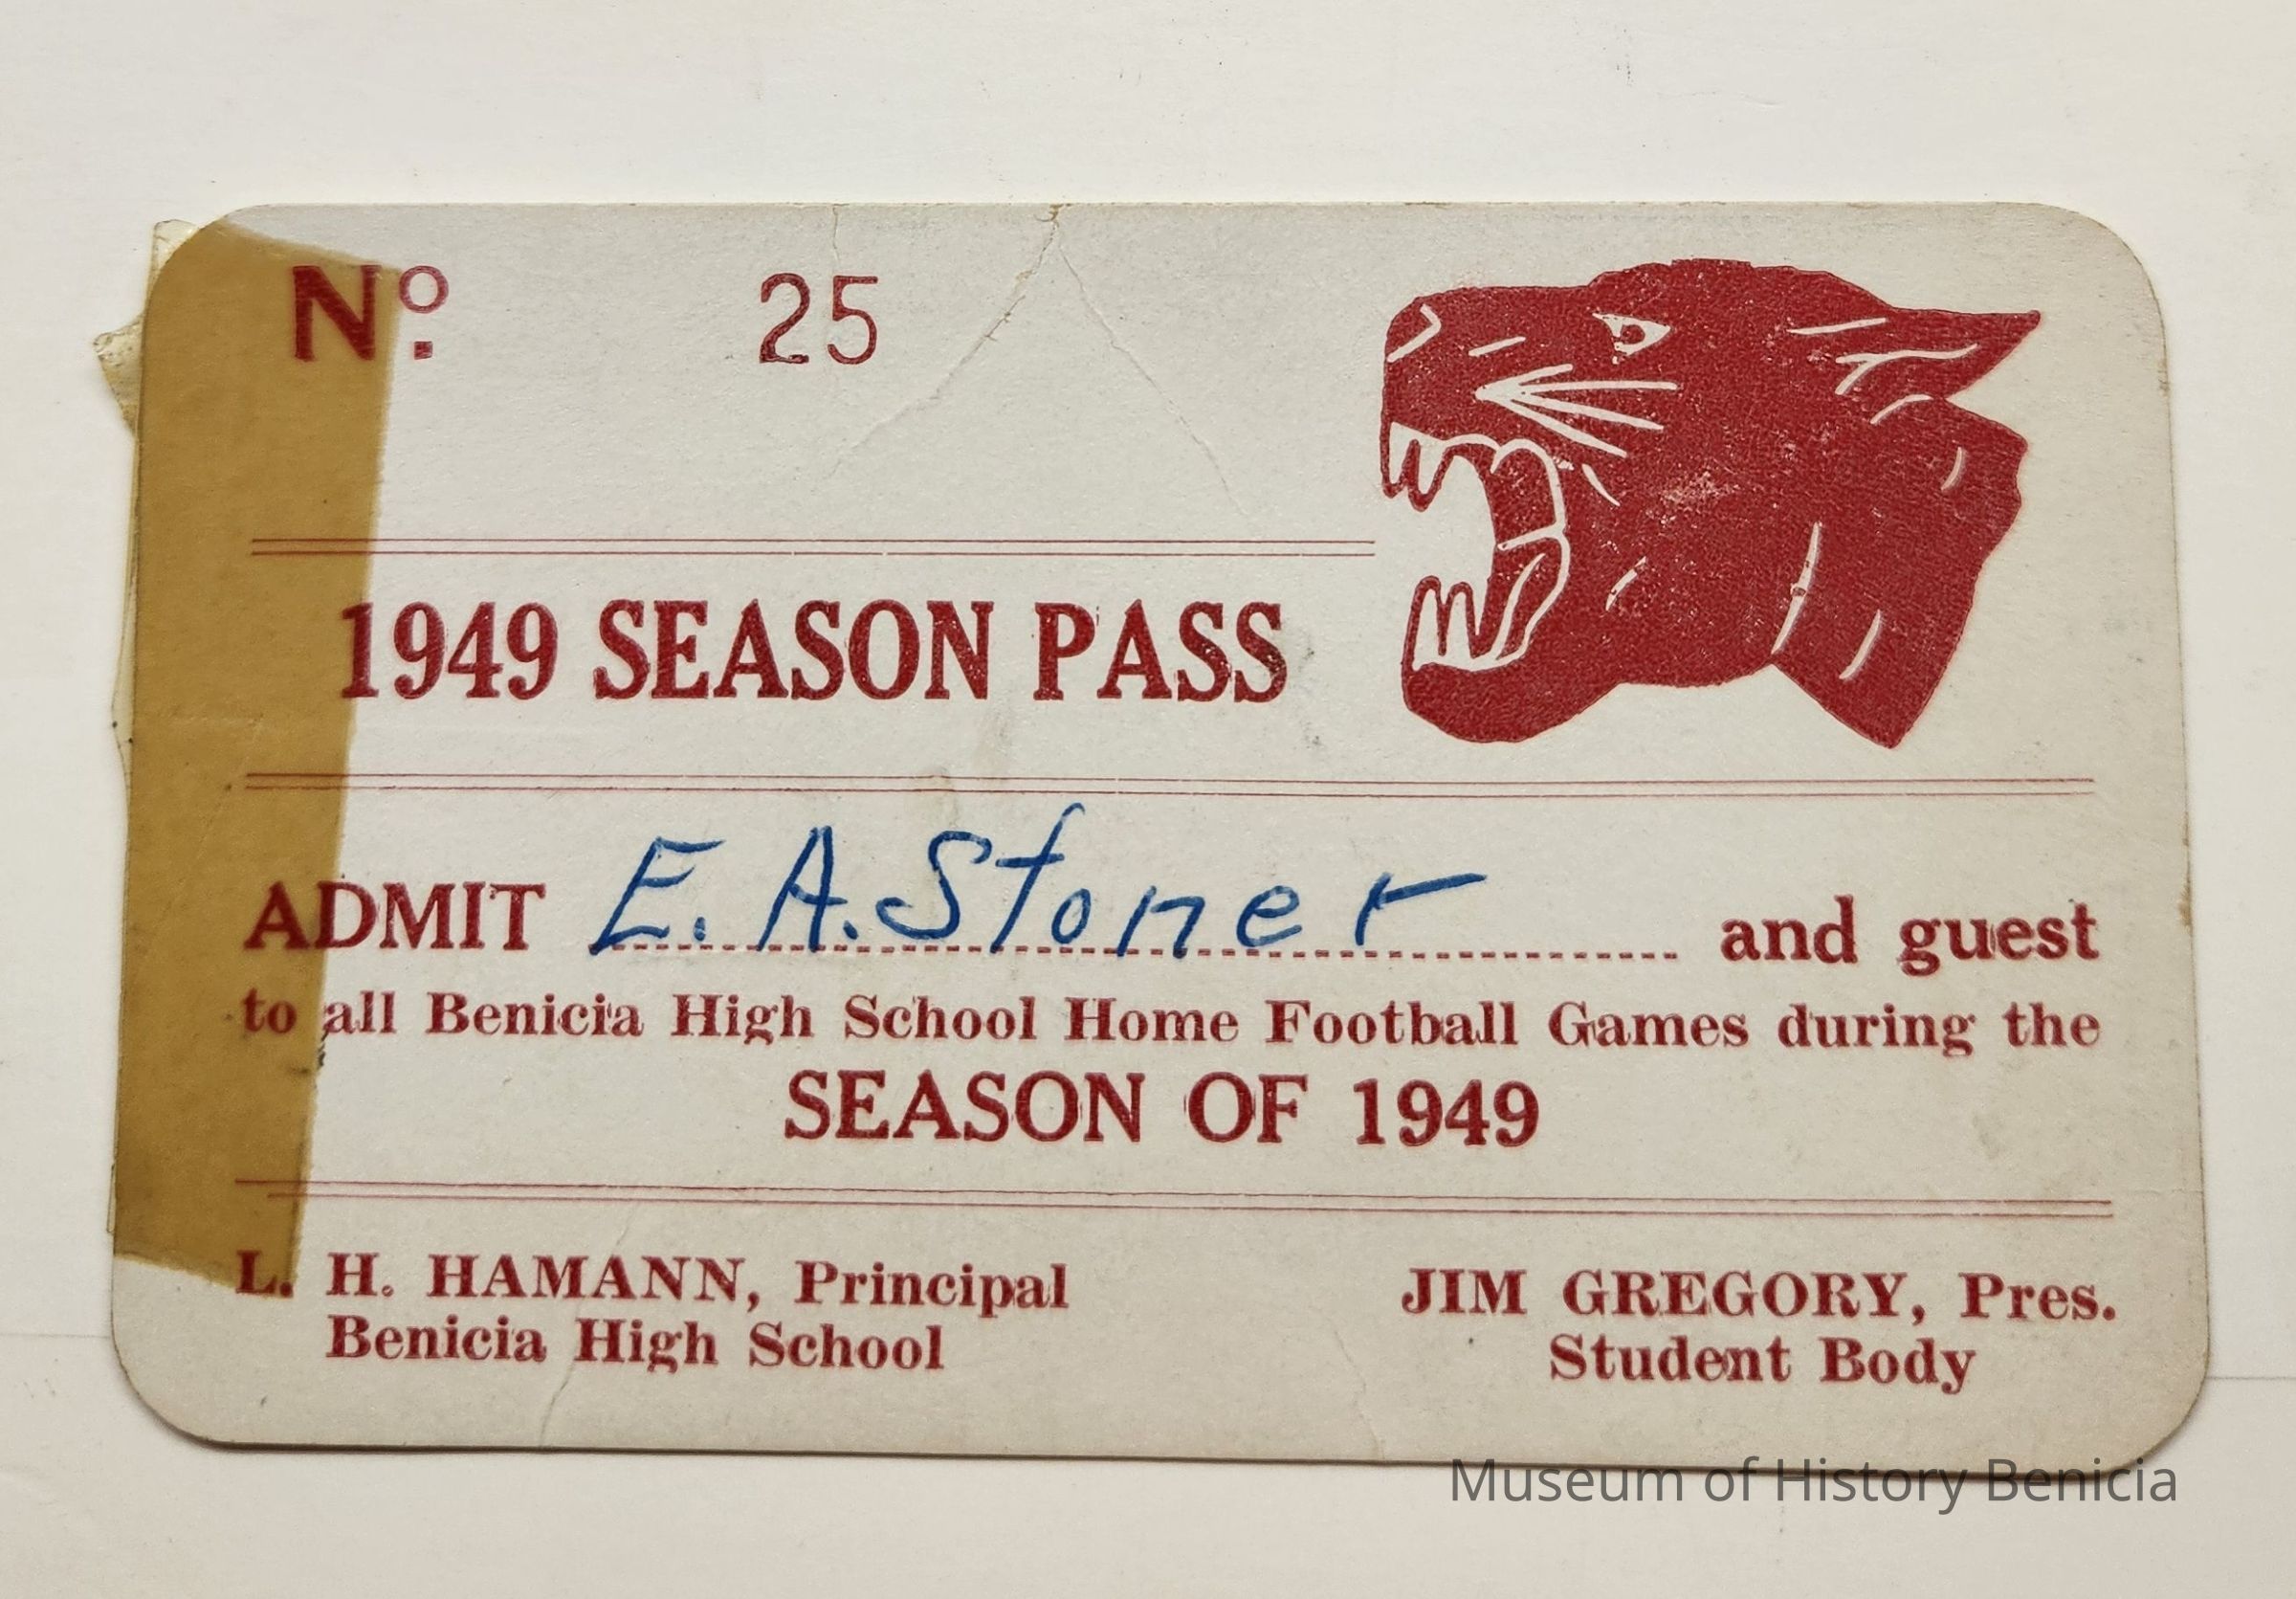 Nº. 25
1949 SEASON PASS
ADMIT E. A. Stoner and guest
to all Benicia High School Home Football Games during the
SEASON OF 1949
L. H. HAMANN, Principal
Benicia High School
JIM GREGORY, Pres.
Student Body
Museum of History Benicia